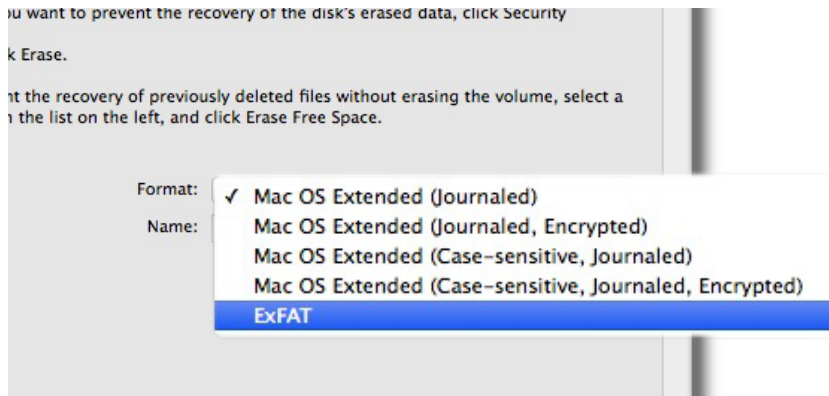 ou want to prevent the recovery of the disk's erased data, click Security
k Erase.
nt the recovery of previously deleted files without erasing the volume, select a
n the list on the left, and click Erase Free Space.
Format:
✓ Mac OS Extended (Journaled)
Name:
Mac OS Extended (Journaled, Encrypted)
Mac OS Extended (Case-sensitive, Journaled)
Mac OS Extended (Case-sensitive, Journaled, Encrypted)
ExFAT